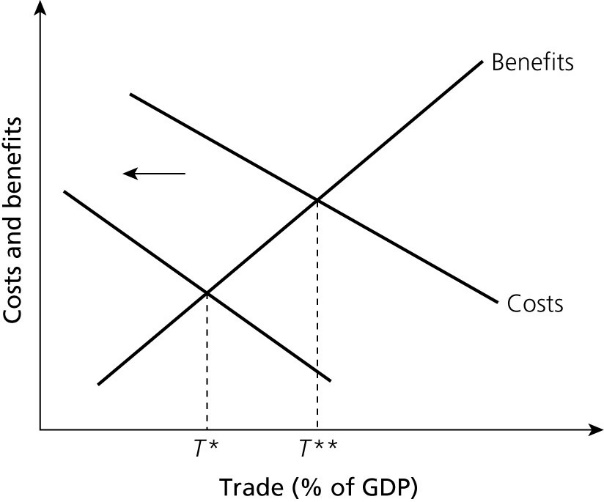 Benefits
Costs and benefits
Costs
T*
T**
Trade (% of GDP)